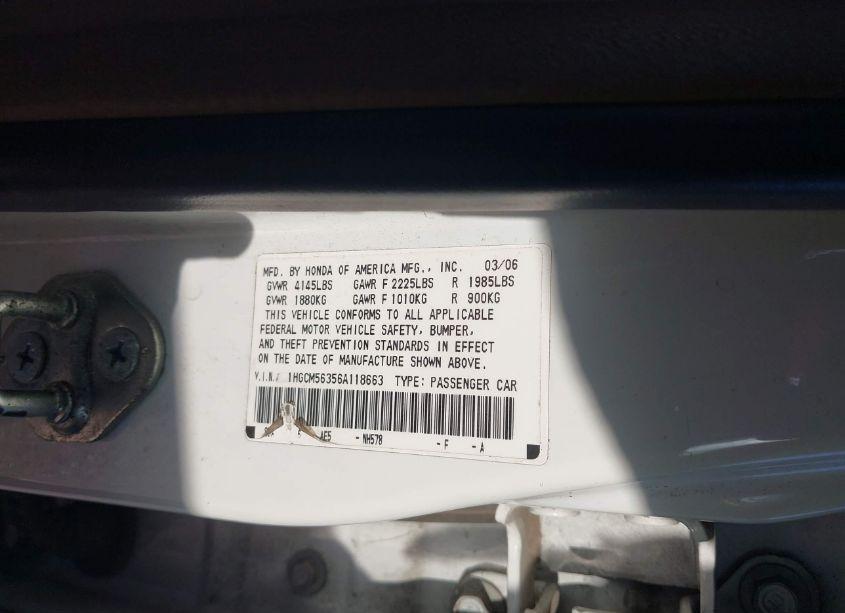 MFD. BY HONDA OF AMERICA MFG., INC. 03/06
GVWR 4145LBS GAWR F 2225LBS R 1985LBS
GVWR 1880KG GAWR F 1010KG R 900KG
THIS VEHICLE CONFORMS TO ALL APPLICABLE
FEDERAL MOTOR VEHICLE SAFETY, BUMPER,
AND THEFT PREVENTION STANDARDS IN EFFECT
ON THE DATE OF MANUFACTURE SHOWN ABOVE.
V.I.N.: 1HGCM56356A118663 TYPE: PASSENGER CAR
AE5 -NH578 -F -A